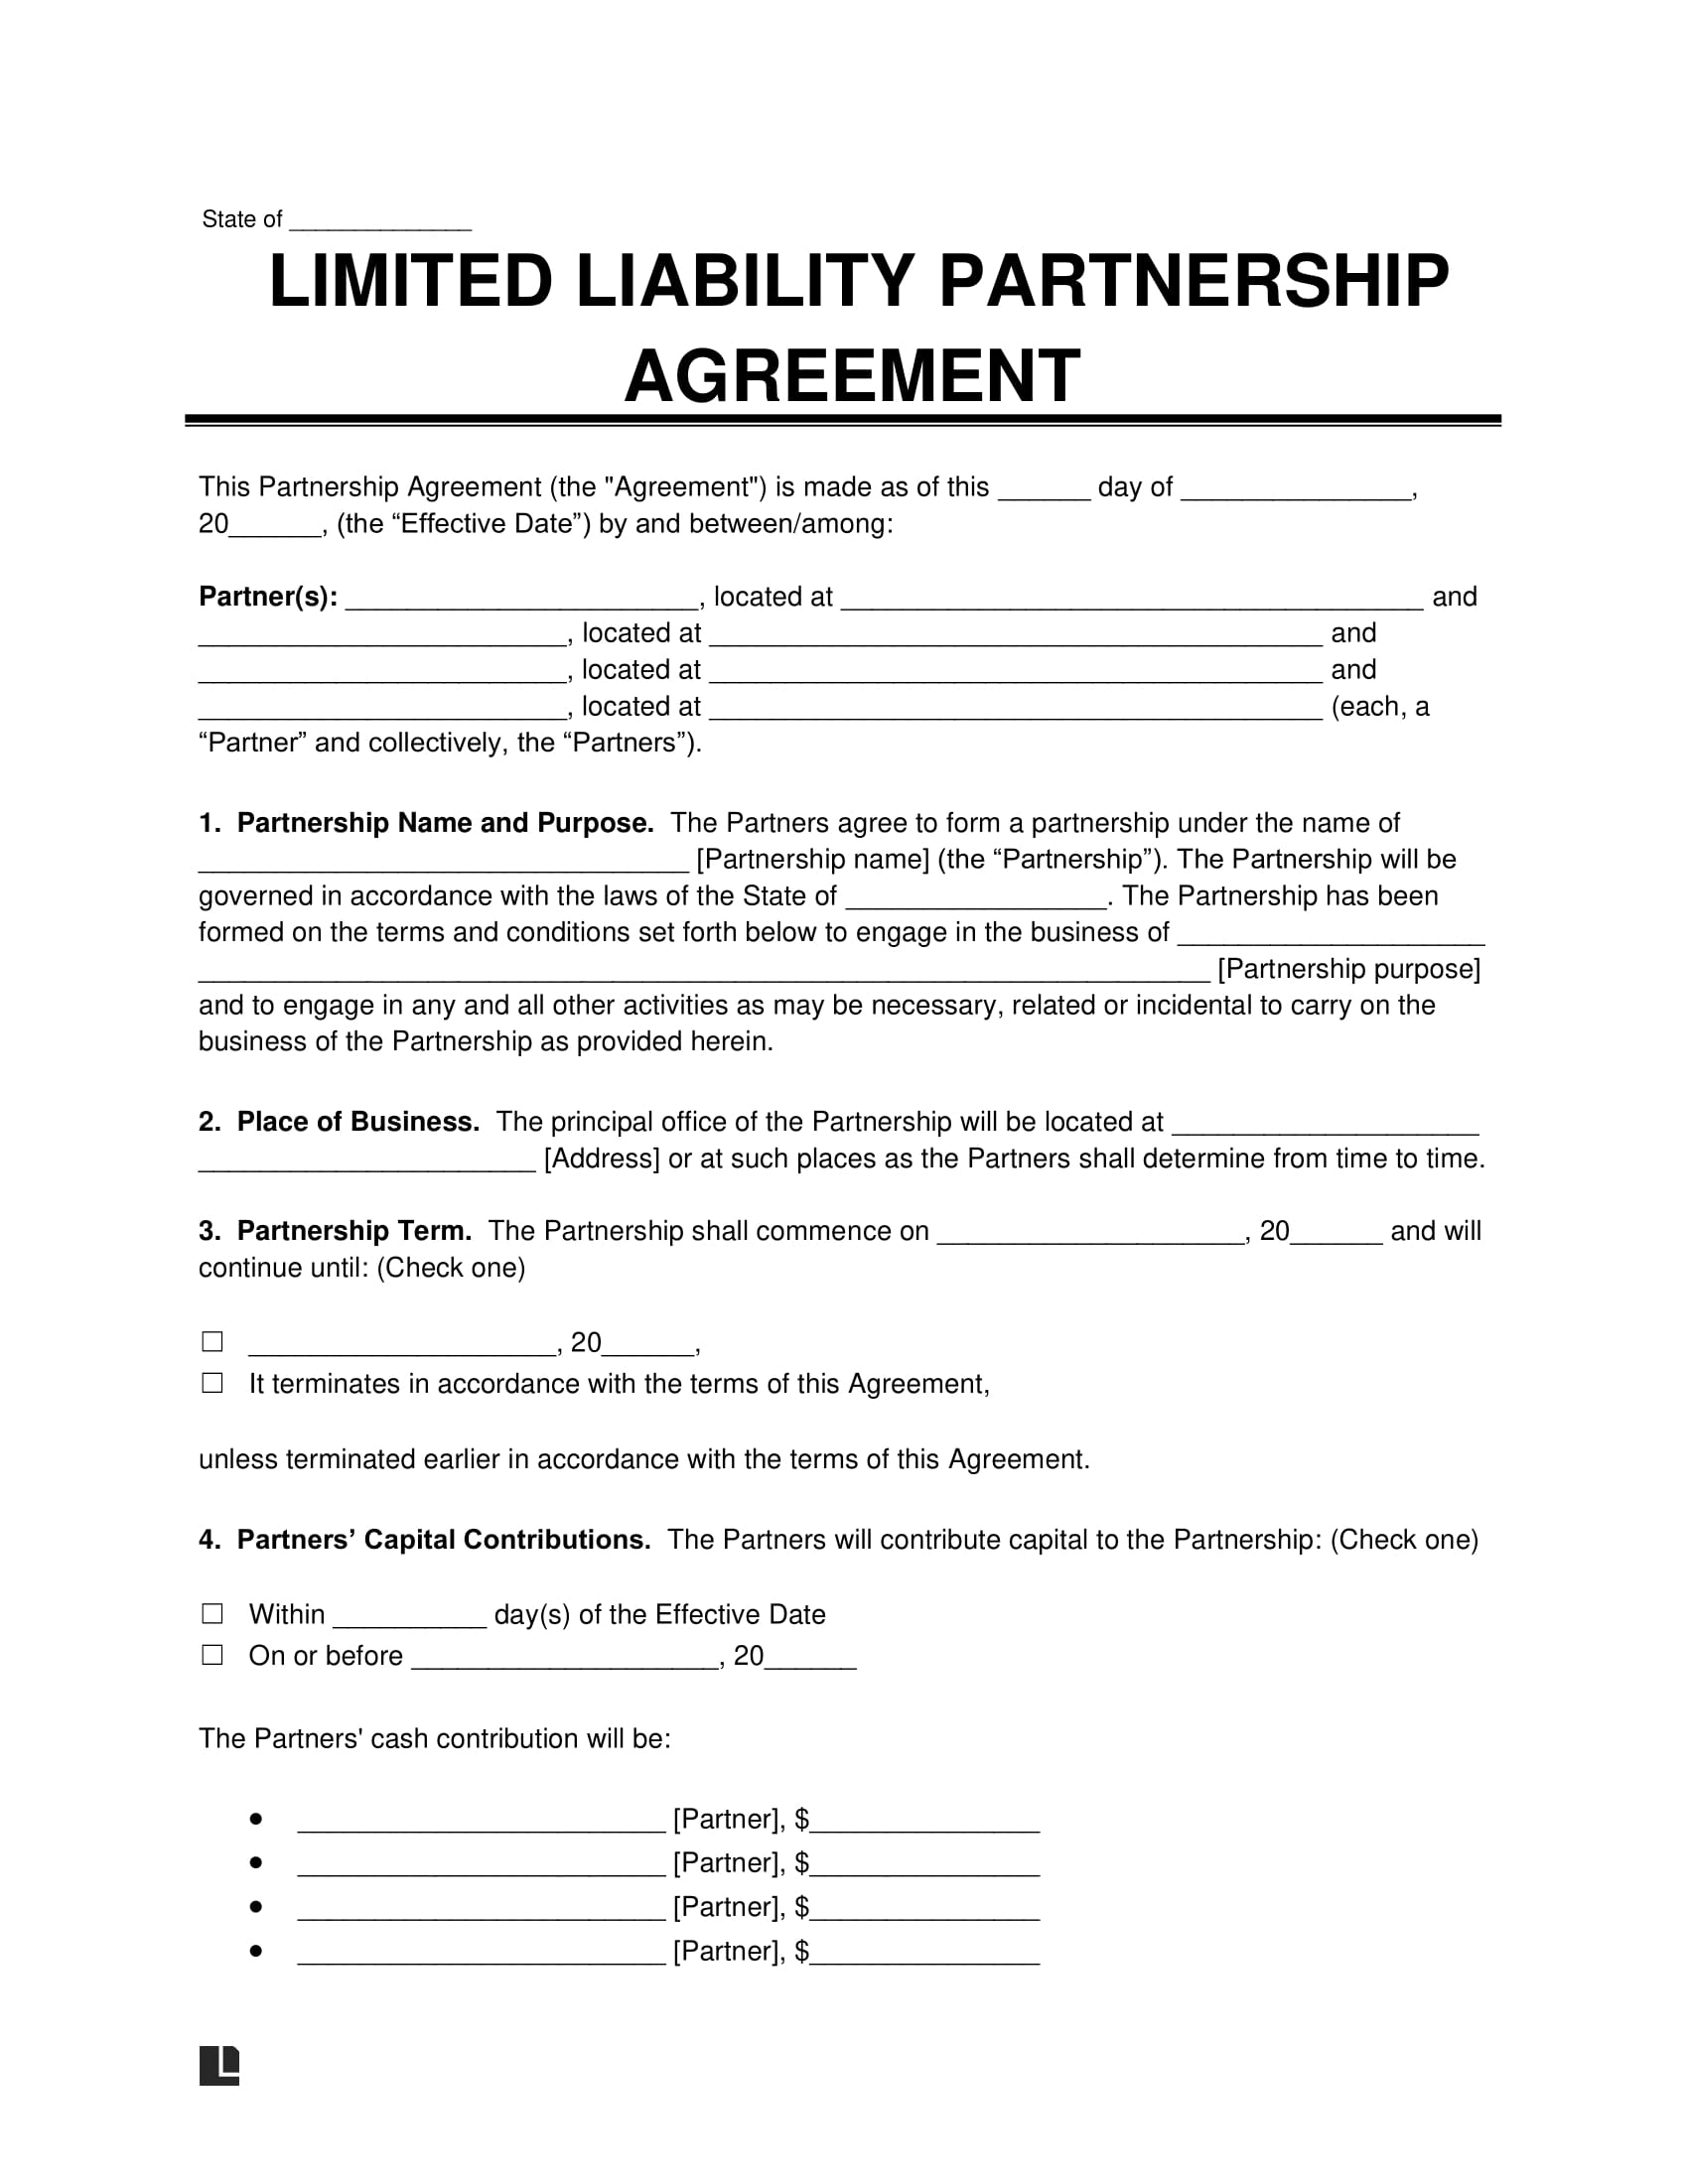 State of ______________
LIMITED LIABILITY PARTNERSHIP
AGREEMENT
This Partnership Agreement (the "Agreement") is made as of this ______ day of _______________,
20______, (the “Effective Date”) by and between/among:
Partner(s): _______________________, located at ______________________________________ and
________________________, located at ________________________________________ and
________________________, located at ________________________________________ and
________________________, located at ________________________________________ (each, a
“Partner” and collectively, the “Partners”).
1. Partnership Name and Purpose. The Partners agree to form a partnership under the name of
________________________________ [Partnership name] (the “Partnership”). The Partnership will be
governed in accordance with the laws of the State of _________________. The Partnership has been
formed on the terms and conditions set forth below to engage in the business of ____________________
__________________________________________________________________ [Partnership purpose]
and to engage in any and all other activities as may be necessary, related or incidental to carry on the
business of the Partnership as provided herein.
2. Place of Business. The principal office of the Partnership will be located at ____________________
______________________ [Address] or at such places as the Partners shall determine from time to time.
3. Partnership Term. The Partnership shall commence on ____________________, 20______ and will
continue until: (Check one)
☐ ____________________, 20______,
☐ It terminates in accordance with the terms of this Agreement,
unless terminated earlier in accordance with the terms of this Agreement.
4. Partners’ Capital Contributions. The Partners will contribute capital to the Partnership: (Check one)
☐ Within __________ day(s) of the Effective Date
☐ On or before ____________________, 20______
The Partners' cash contribution will be:
● ________________________ [Partner], $_______________
● ________________________ [Partner], $_______________
● ________________________ [Partner], $_______________
● ________________________ [Partner], $_______________